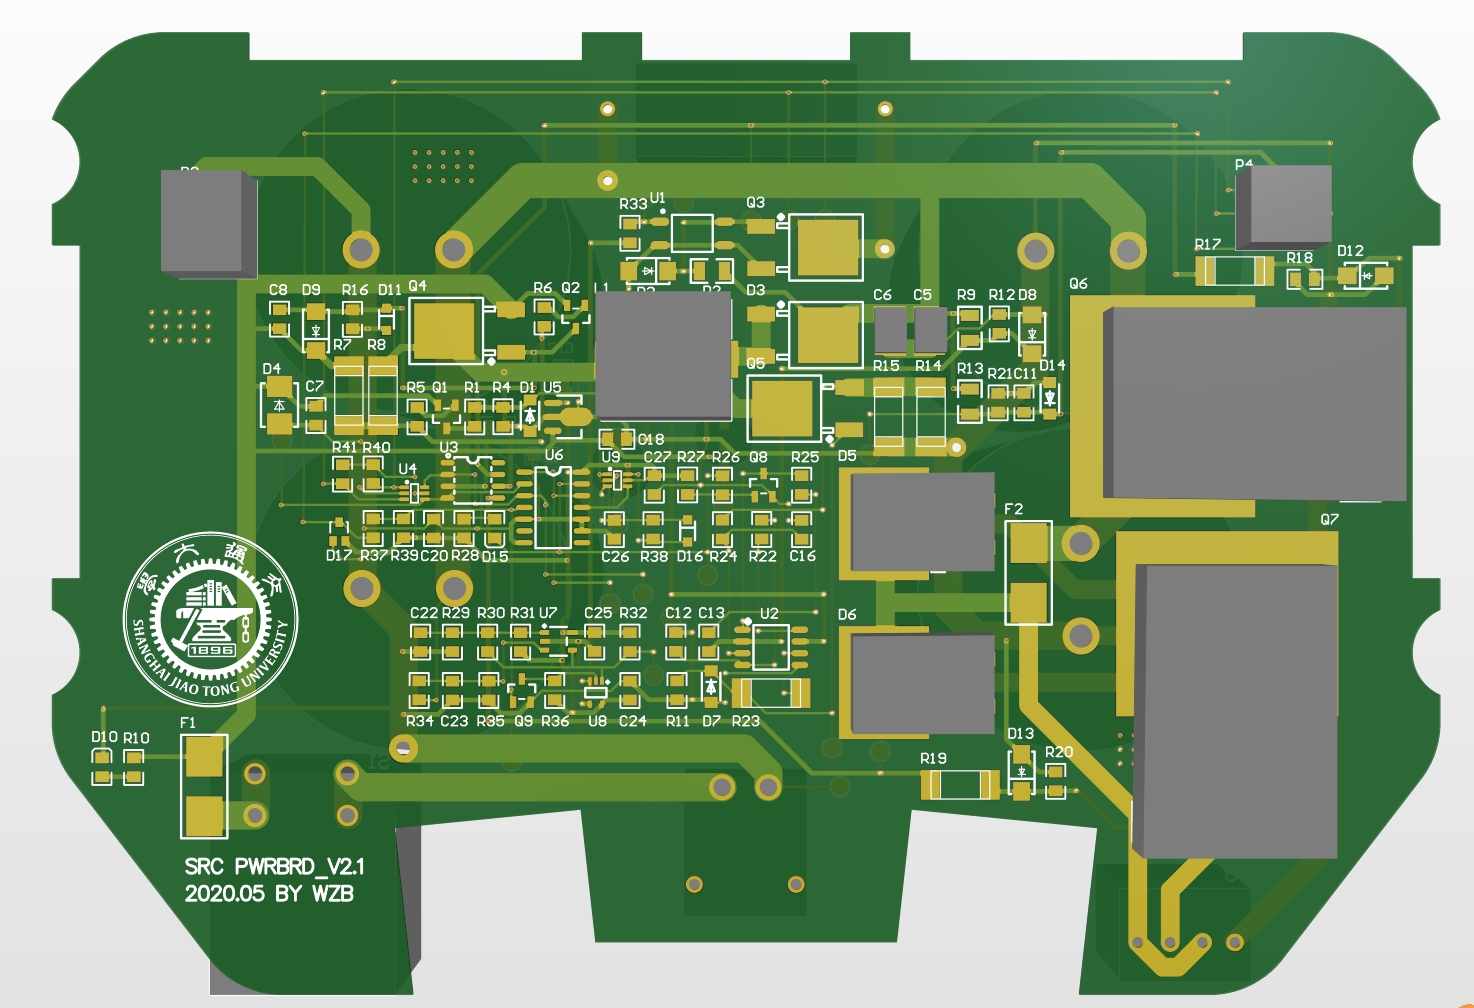 P4
R33 U1 Q3
R17 R18 D12
C8 D9 R16 D11 Q4 R6 Q2 L1 D3 C6 C5 R9 R12 D8 Q6
R7 R8
D4 C7 R5 Q1 R1 R4 D1 U5 Q5 R15 R14 R13 R21 C11 D14
R41 R40 U4 U3 U6 C18 U9 C27 R27 R26 Q8 R25 D5
F2 Q7
D17 R37 R39 C20 R28 D15 C26 R38 D16 R24 R22 C16
SHANGHAI JIAO TONG UNIVERSITY
1896
C22 R29 R30 R31 U7 C25 R32 C12 C13 U2 D6
R34 C23 R35 Q9 R36 U8 C24 R11 D7 R23
D10 R10 F1
R19 D13 R20
SRC PWRBRD_V2.1
2020.05 BY WZB